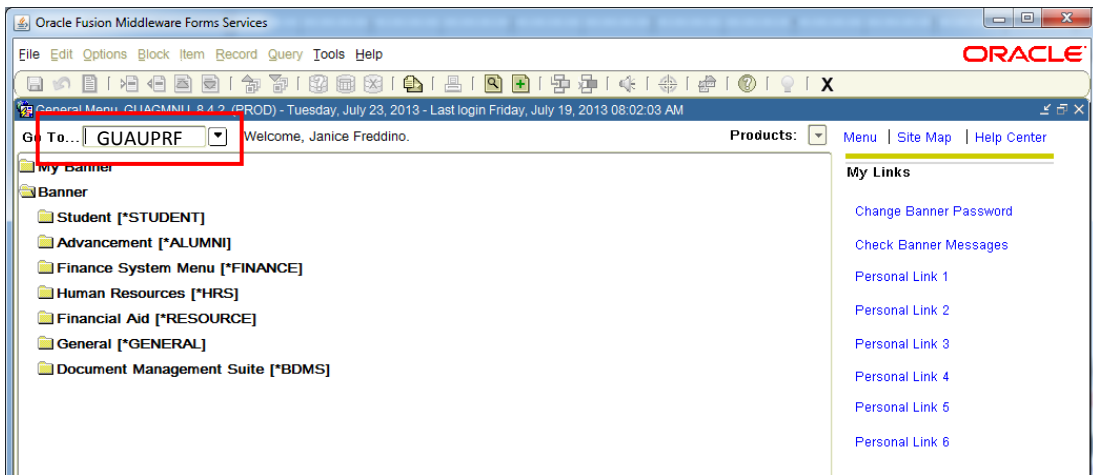 Oracle Fusion Middleware Forms Services
File Edit Options Block Item Record Query Tools Help
ORACLE
X
General Menu GUAGMNU 8.4.2 (PROD) - Tuesday, July 23, 2013 - Last login Friday, July 19, 2013 08:02:03 AM
Go To... GUAUPRF Welcome, Janice Freddino. Products: Menu | Site Map | Help Center
My Banner
My Links
Banner
Student [*STUDENT]
Change Banner Password
Advancement [*ALUMNI]
Check Banner Messages
Finance System Menu [*FINANCE]
Personal Link 1
Human Resources [*HRS]
Personal Link 2
Financial Aid [*RESOURCE]
General [*GENERAL]
Personal Link 3
Document Management Suite [*BDMS]
Personal Link 4
Personal Link 5
Personal Link 6